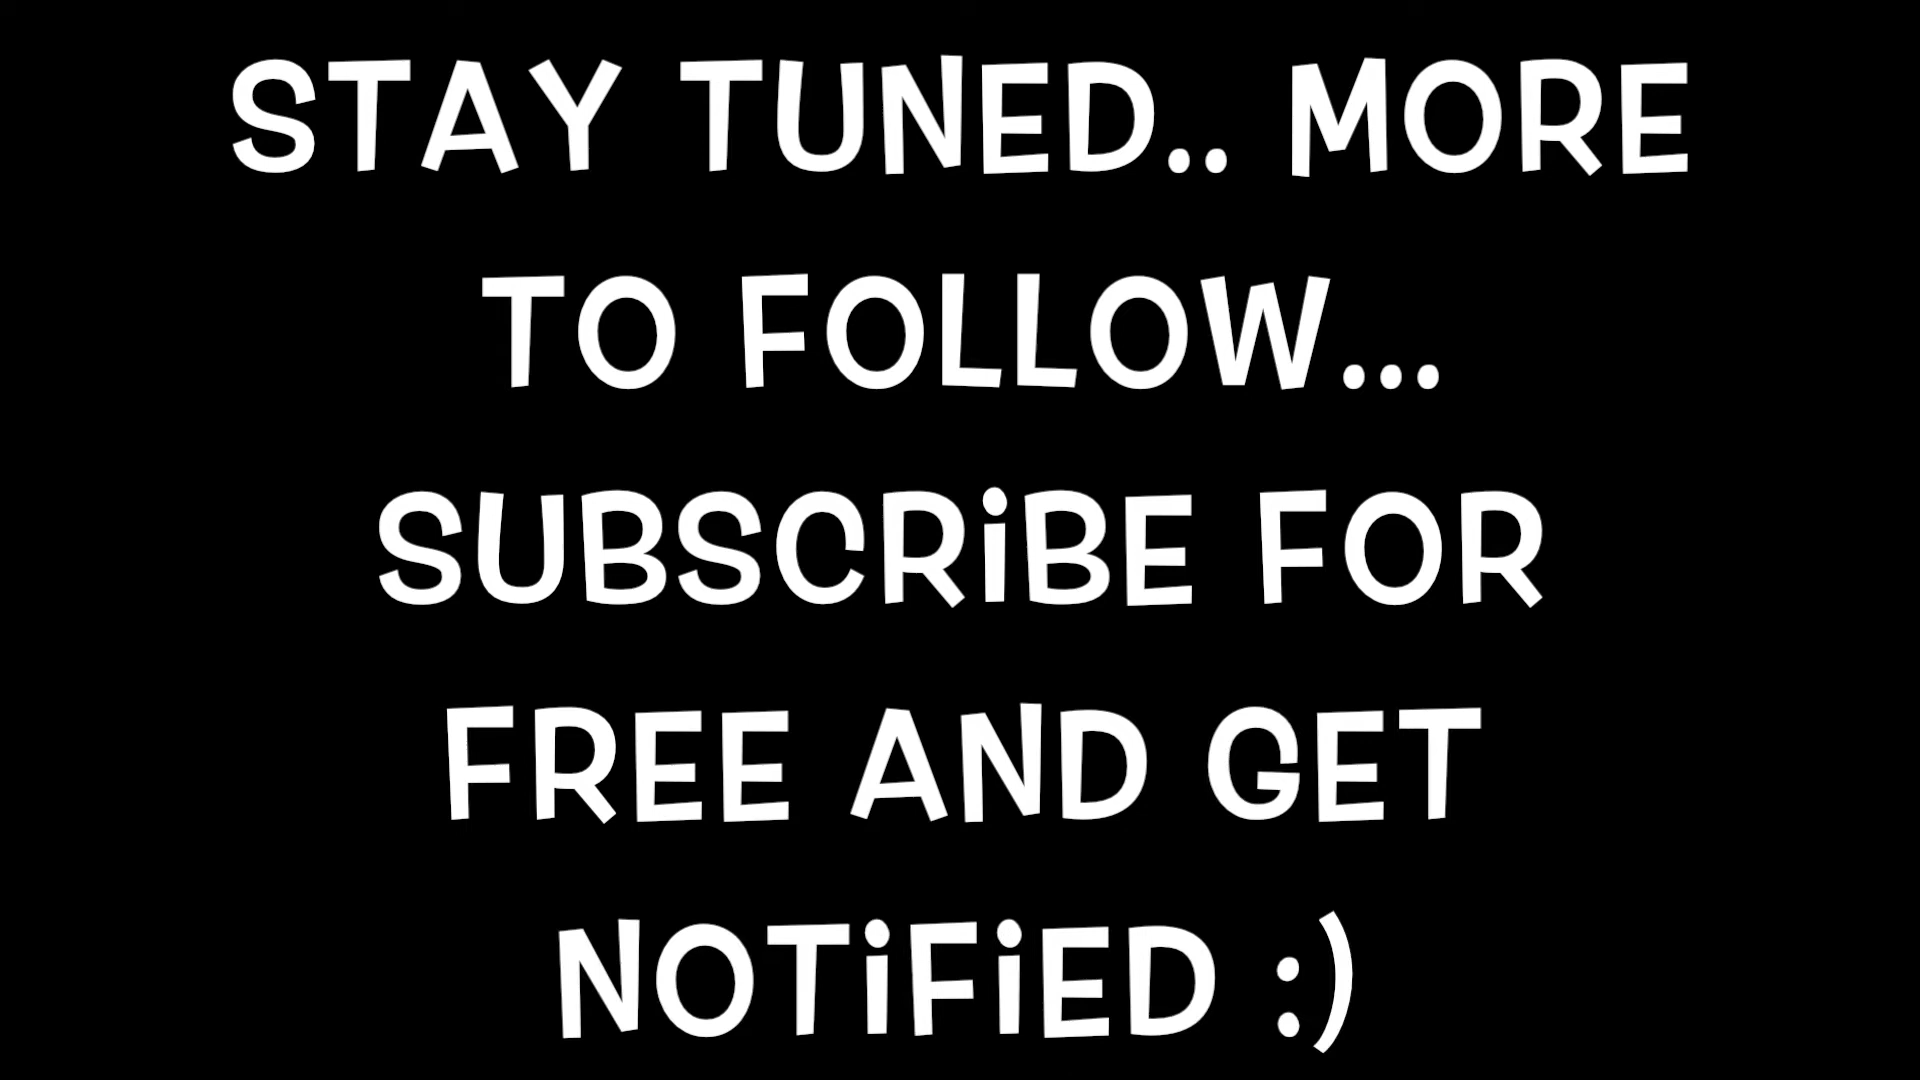 STAY TUNED.. MORE
TO FOLLOW...
SUBSCRiBE FOR
FREE AND GET
NOTiFiED :)